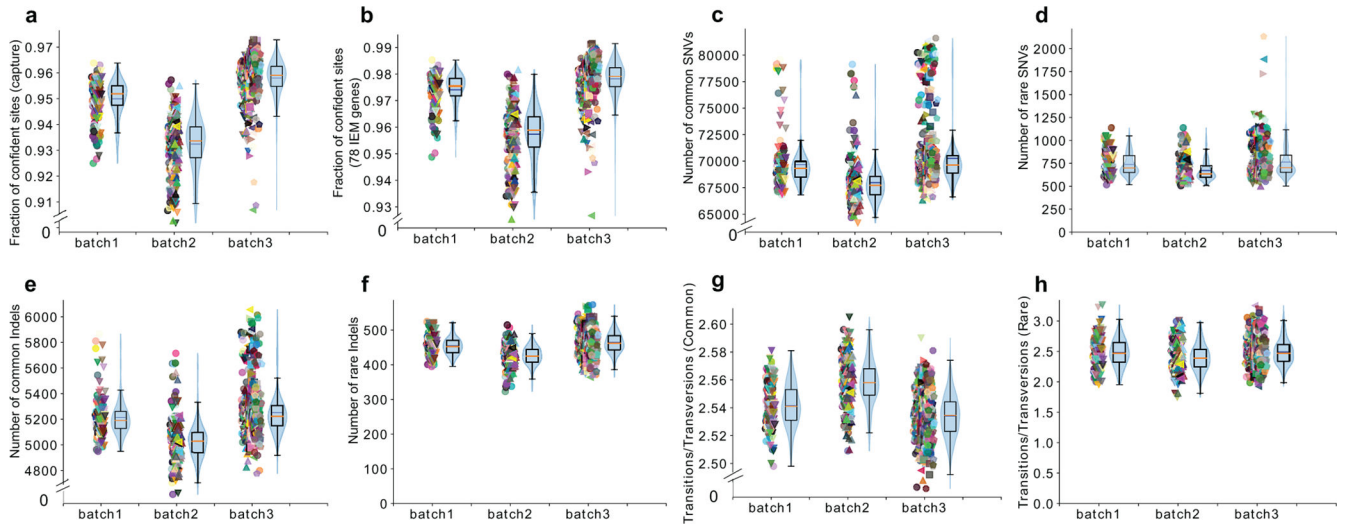 a
Fraction of confident sites (capture)
0.97
0.96
0.95
0.94
0.93
0.92
0.91
0
batch1 batch2 batch3
b
Fraction of confident sites
(78 IEM genes)
0.99
0.98
0.97
0.96
0.95
0.94
0.93
0
batch1 batch2 batch3
c
Number of common SNVs
80000
77500
75000
72500
70000
67500
65000
0
batch1 batch2 batch3
d
Number of rare SNVs
2000
1750
1500
1250
1000
750
500
250
0
batch1 batch2 batch3
e
Number of common Indels
6000
5800
5600
5400
5200
5000
4800
0
batch1 batch2 batch3
f
Number of rare Indels
500
400
300
200
100
0
batch1 batch2 batch3
g
Transitions/Transversions (Common)
2.60
2.58
2.56
2.54
2.52
2.50
0
batch1 batch2 batch3
h
Transitions/Transversions (Rare)
3.0
2.5
2.0
1.5
1.0
0.5
0.0
batch1 batch2 batch3